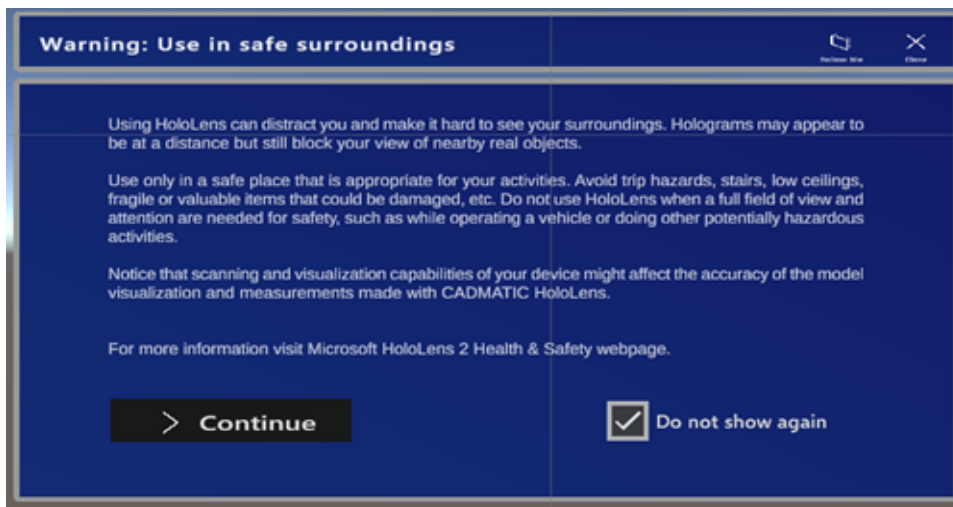 Warning: Use in safe surroundings
Follow Me
Close
Using HoloLens can distract you and make it hard to see your surroundings. Holograms may appear to
be at a distance but still block your view of nearby real objects.
Use only in a safe place that is appropriate for your activities. Avoid trip hazards, stairs, low ceilings,
fragile or valuable items that could be damaged, etc. Do not use HoloLens when a full field of view and
attention are needed for safety, such as while operating a vehicle or doing other potentially hazardous
activities.
Notice that scanning and visualization capabilities of your device might affect the accuracy of the model
visualization and measurements made with CADMATIC HoloLens.
For more information visit Microsoft HoloLens 2 Health & Safety webpage.
> Continue
Do not show again